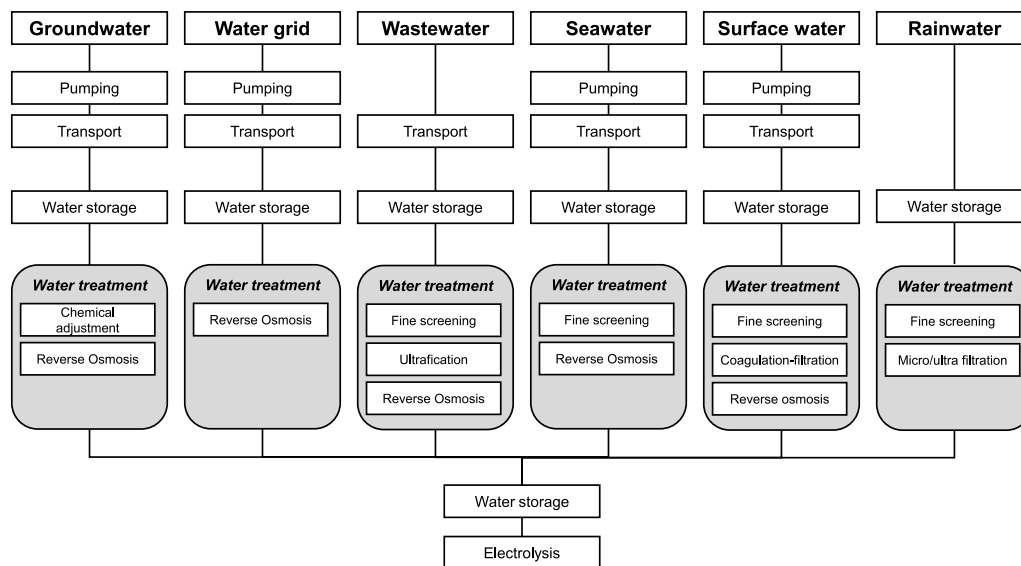 Groundwater
Water grid
Wastewater
Seawater
Surface water
Rainwater
Pumping
Pumping
Pumping
Pumping
Transport
Transport
Transport
Transport
Transport
Water storage
Water storage
Water storage
Water storage
Water storage
Water storage
Water treatment
Water treatment
Water treatment
Water treatment
Water treatment
Water treatment
Chemical
adjustment
Reverse Osmosis
Fine screening
Fine screening
Fine screening
Fine screening
Reverse Osmosis
Ultrafication
Reverse Osmosis
Coagulation-filtration
Micro/ultra filtration
Reverse Osmosis
Reverse osmosis
Water storage
Electrolysis